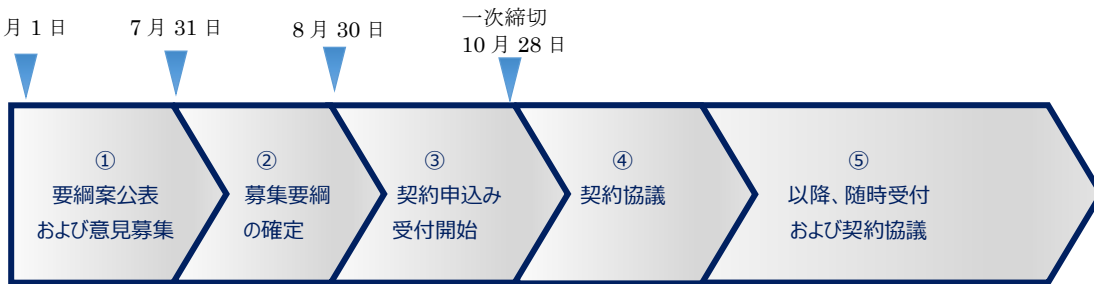 月 1 日
7 月 31 日
8 月 30 日
一次締切
10 月 28 日
①
要綱案公表
および意見募集
②
募集要綱
の確定
③
契約申込み
受付開始
④
契約協議
⑤
以降、随時受付
および契約協議